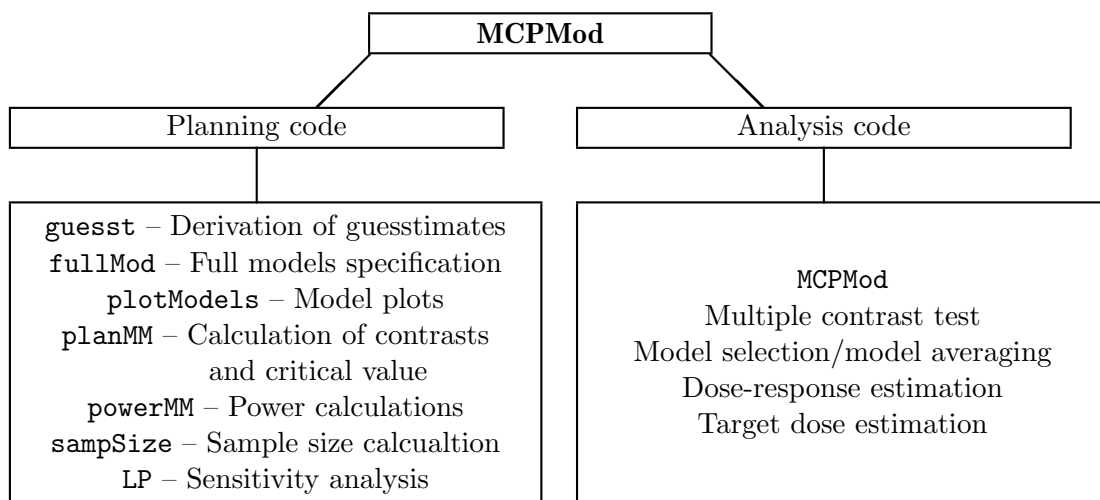 MCPMod
Planning code
Analysis code
guesst – Derivation of guesstimates
fullMod – Full models specification
plotModels – Model plots
planMM – Calculation of contrasts
and critical value
powerMM – Power calculations
sampSize – Sample size calcualtion
LP – Sensitivity analysis
MCPMod
Multiple contrast test
Model selection/model averaging
Dose-response estimation
Target dose estimation